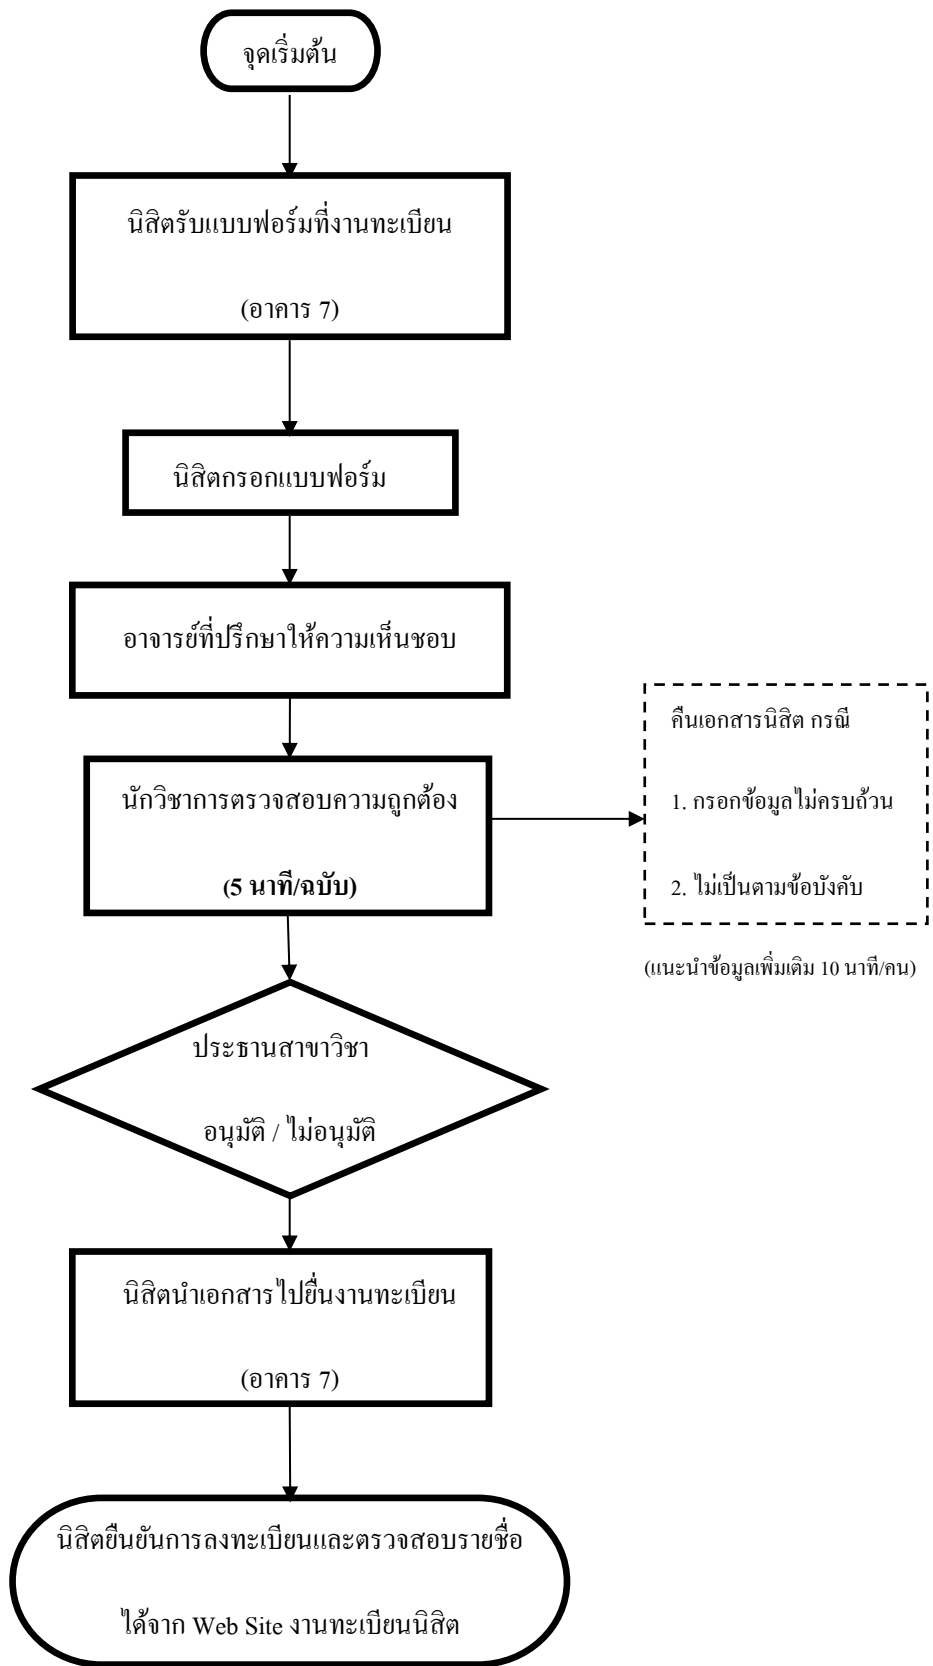 จุดเริ่มต้น
นิสิตรับแบบฟอร์มที่งานทะเบียน
(อาคาร 7)
นิสิตกรอกแบบฟอร์ม
อาจารย์ที่ปรึกษาให้ความเห็นชอบ
นักวิชาการตรวจสอบความถูกต้อง
(5 นาที/ฉบับ)
คืนเอกสารนิสิต กรณี
1. กรอกข้อมูลไม่ครบถ้วน
2. ไม่เป็นตามข้อบังคับ
(แนะนำข้อมูลเพิ่มเติม 10 นาที/คน)
ประธานสาขาวิชา
อนุมัติ / ไม่อนุมัติ
นิสิตนำเอกสารไปยื่นงานทะเบียน
(อาคาร 7)
นิสิตยืนยันการลงทะเบียนและตรวจสอบรายชื่อ
ได้จาก Web Site งานทะเบียนนิสิต